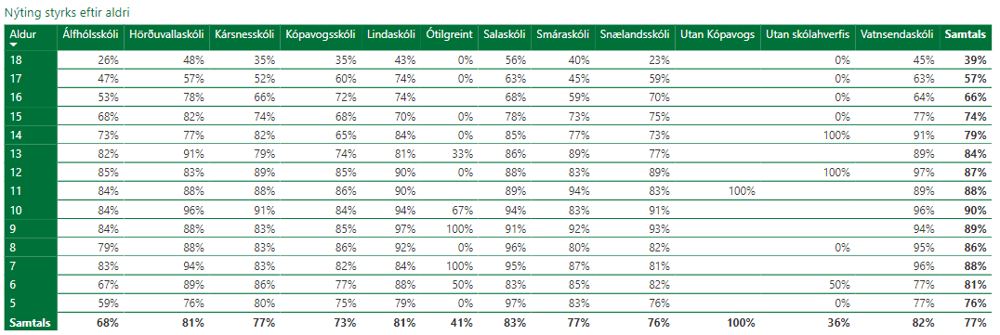 Nýting styrks eftir aldri
Aldur Álfhólsskóli Hörðuvallaskóli Kársnesskóli Kópavogsskóli Lindaskóli Ótilgreint Salaskóli Smáraskóli Snælandsskóli Utan Kópavogs Utan skólahverfis Vatnsendaskóli Samtals
18 26% 48% 35% 35% 43% 0% 56% 40% 23% 0% 45% 39%
17 47% 57% 52% 60% 74% 0% 63% 45% 59% 0% 63% 57%
16 53% 78% 66% 72% 74% 68% 59% 70% 0% 64% 66%
15 68% 82% 74% 68% 70% 0% 78% 73% 75% 0% 77% 74%
14 73% 77% 82% 65% 84% 0% 85% 77% 73% 100% 91% 79%
13 82% 91% 79% 74% 81% 33% 86% 89% 77% 89% 84%
12 85% 83% 89% 85% 90% 0% 88% 83% 89% 100% 97% 87%
11 84% 88% 88% 86% 90% 89% 94% 83% 100% 89% 88%
10 84% 96% 91% 84% 94% 67% 94% 83% 91% 96% 90%
9 84% 88% 83% 85% 97% 100% 91% 92% 93% 94% 89%
8 79% 88% 83% 86% 92% 0% 96% 80% 82% 0% 95% 86%
7 83% 94% 83% 82% 84% 100% 95% 87% 81% 96% 88%
6 67% 89% 86% 77% 88% 50% 83% 85% 82% 50% 77% 81%
5 59% 76% 80% 75% 79% 0% 97% 83% 76% 0% 77% 76%
Samtals 68% 81% 77% 73% 81% 41% 83% 77% 76% 100% 36% 82% 77%